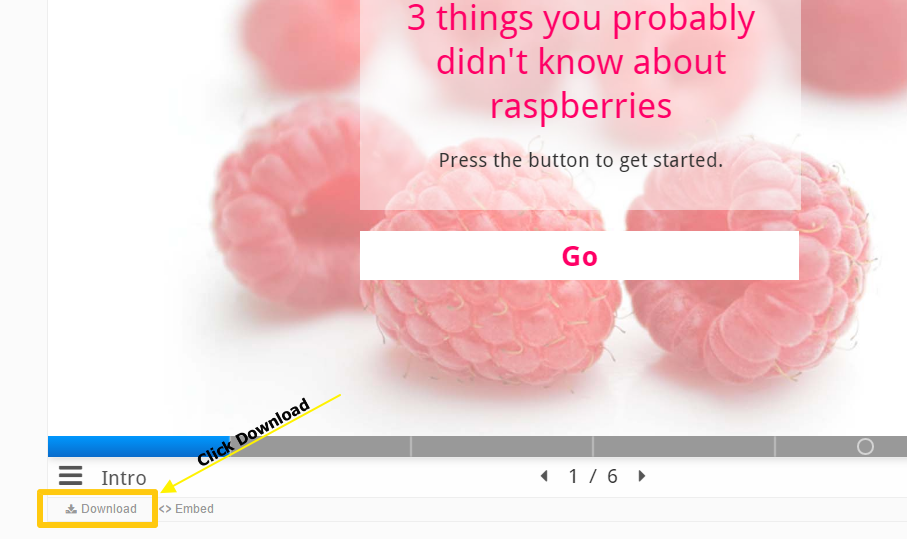 3 things you probably
didn't know about
raspberries
Press the button to get started.
Go
Click Download
Intro
1 / 6
Download
<> Embed